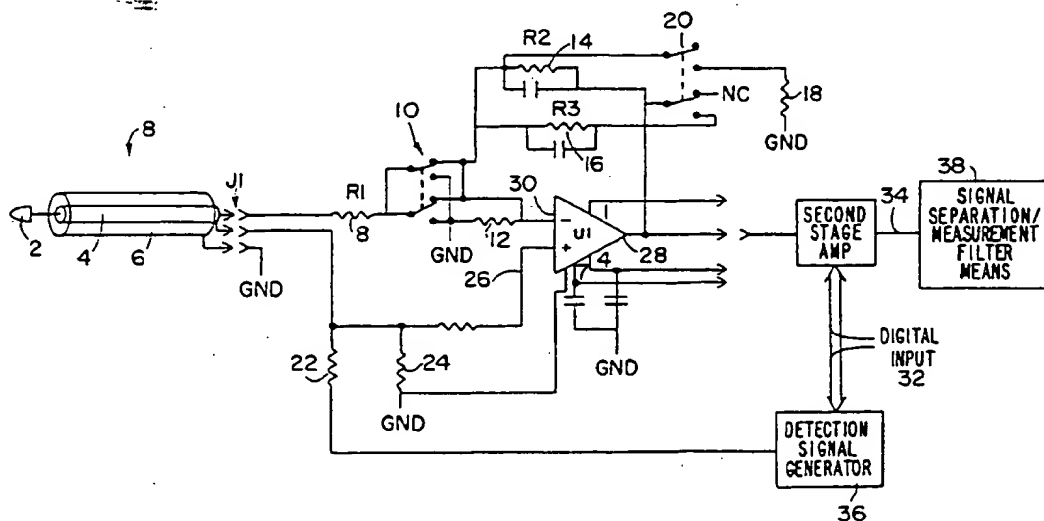 20
R2
14
NC
18
GND
R3
16
10
8
J1
R1
8
2
4
6
GND
30
1
U1
28
4
12
GND
26
SECOND
STAGE
AMP
34
38
SIGNAL
SEPARATION/
MEASUREMENT
FILTER
MEANS
22
24
GND
GND
DIGITAL
INPUT
32
DETECTION
SIGNAL
GENERATOR
36